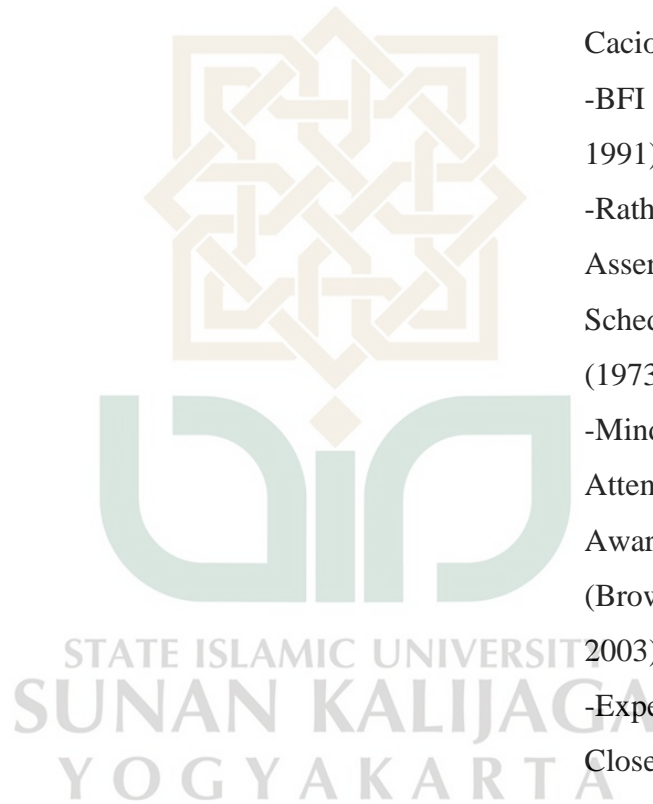 Cacio
-BFI
1991)
-Rath
Asser
Sched
(1973
-Mind
Atten
Awar
(Brow
2003)
-Expe
Close
STATE ISLAMIC UNIVERSITY
SUNAN KALIJAGA
YOGYAKARTA